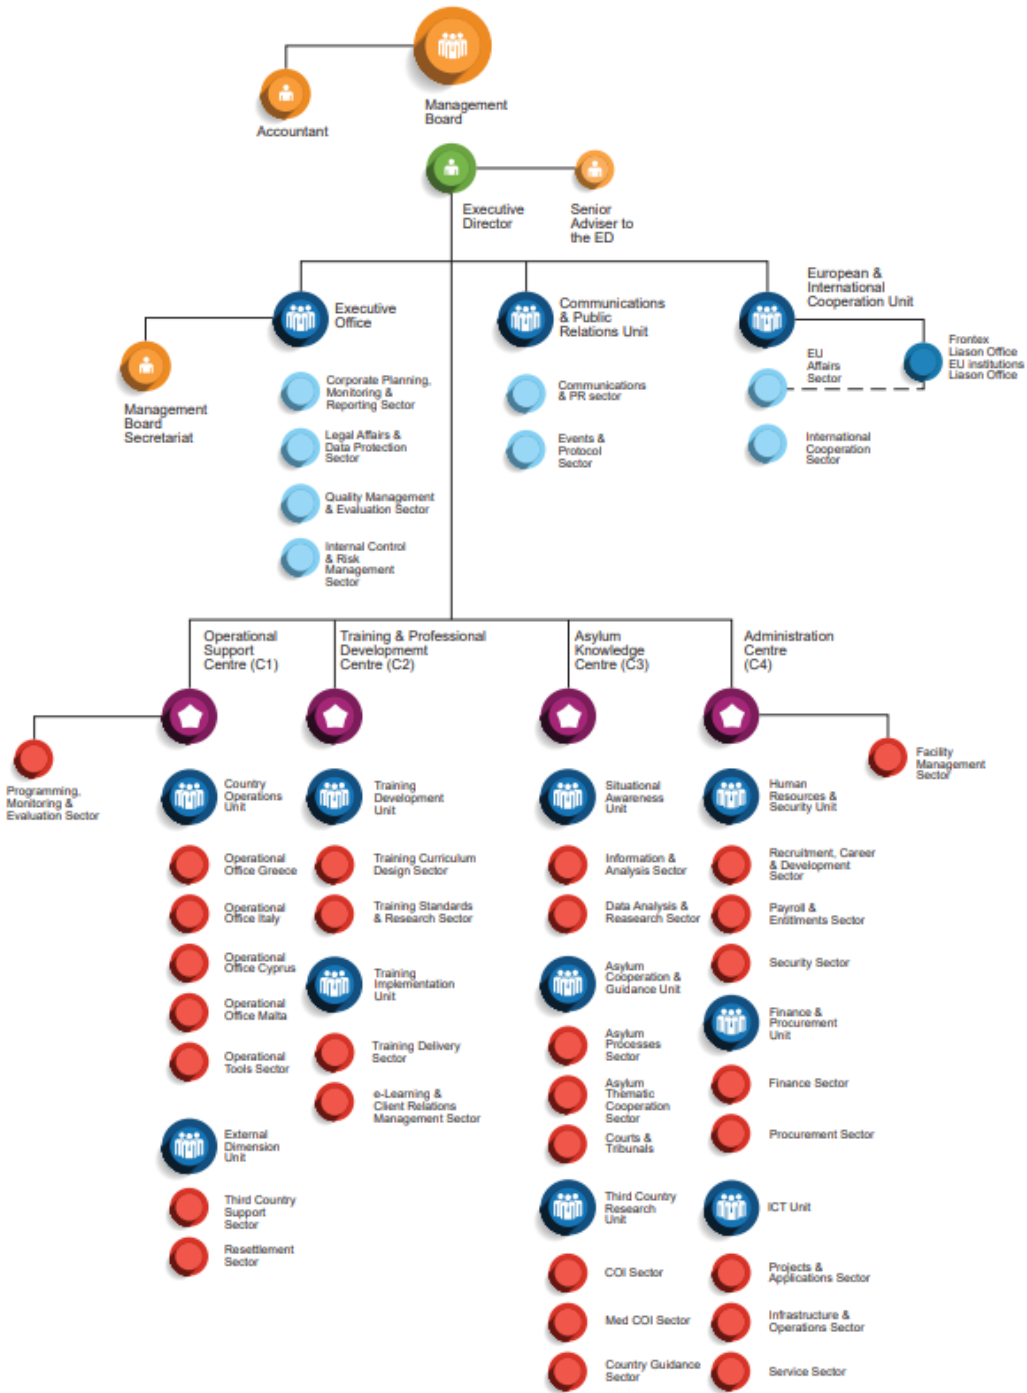 Management
Board
Accountant
Executive
Director
Senior
Adviser to
the ED
Executive
Office
Communications
& Public
Relations Unit
European &
International
Cooperation Unit
Management
Board
Secretariat
Corporate Planning,
Monitoring &
Reporting Sector
Legal Affairs &
Data Protection
Sector
Quality Management
& Evaluation Sector
Internal Control
& Risk
Management
Sector
Communications
& PR sector
Events &
Protocol
Sector
EU
Affairs
Sector
Frontex
Liason Office
EU institutions
Liason Office
International
Cooperation
Sector
Operational
Support
Centre (C1)
Training & Professional
Developmemt
Centre (C2)
Asylum
Knowledge
Centre (C3)
Administration
Centre
(C4)
Programming,
Monitoring &
Evaluation Sector
Facility
Management
Sector
Country
Operations
Unit
Operational
Office Greece
Operational
Office Italy
Operational
Office Cyprus
Operational
Office Malta
Operational
Tools Sector
External
Dimension
Unit
Third Country
Support
Sector
Resettlement
Sector
Training
Development
Unit
Training Curriculum
Design Sector
Training Standards
& Research Sector
Training
Implementation
Unit
Training Delivery
Sector
e-Learning &
Client Relations
Management Sector
Situational
Awareness
Unit
Information &
Analysis Sector
Data Analysis &
Reasearch Sector
Asylum
Cooperation &
Guidance Unit
Asylum
Processes
Sector
Asylum
Thematic
Cooperation
Sector
Courts &
Tribunals
Third Country
Research
Unit
COI Sector
Med COI Sector
Country Guidance
Sector
Human
Resources &
Security Unit
Recruitment, Career
& Development
Sector
Payroll &
Entitlments Sector
Security Sector
Finance &
Procurement
Unit
Finance Sector
Procurement Sector
ICT Unit
Projects &
Applications Sector
Infrastructure &
Operations Sector
Service Sector